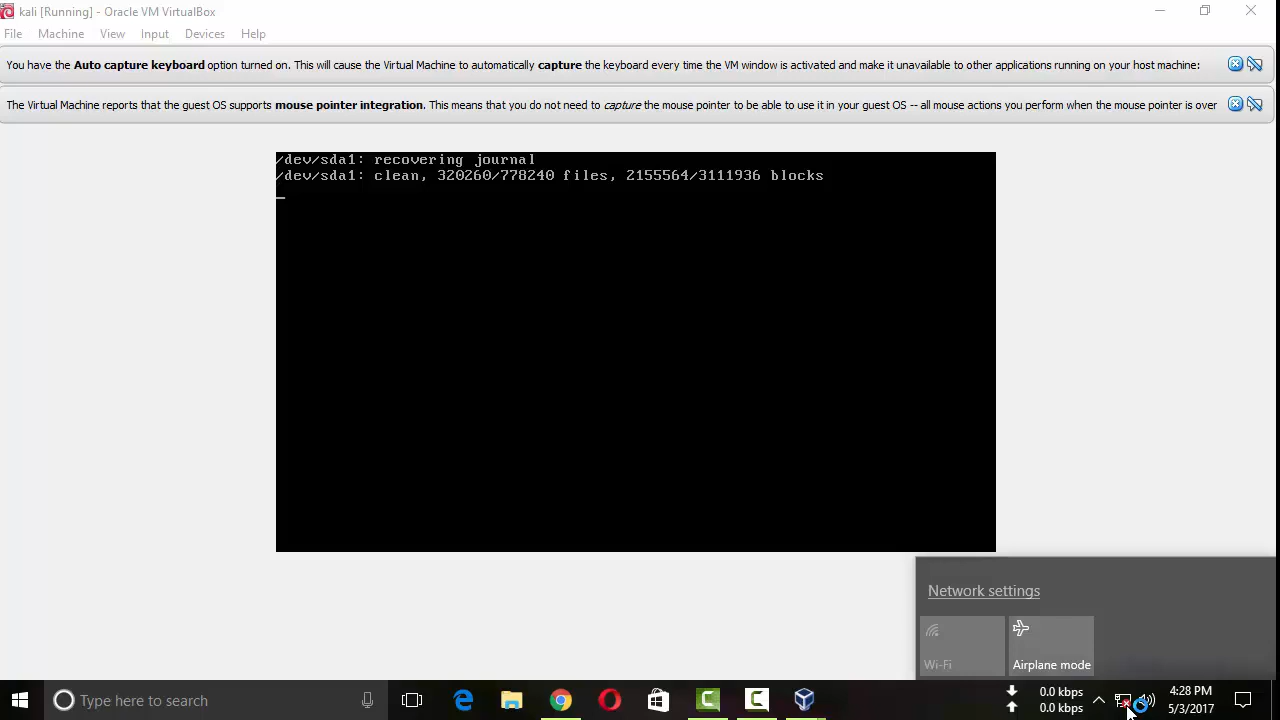 kali [Running] - Oracle VM VirtualBox
File Machine View Input Devices Help
You have the Auto capture keyboard option turned on. This will cause the Virtual Machine to automatically capture the keyboard every time the VM window is activated and make it unavailable to other applications running on your host machine:
The Virtual Machine reports that the guest OS supports mouse pointer integration. This means that you do not need to capture the mouse pointer to be able to use it in your guest OS -- all mouse actions you perform when the mouse pointer is over
/dev/sda1: recovering journal
/dev/sda1: clean, 320260/778240 files, 2155564/3111936 blocks
_
Network settings
Wi-Fi Airplane mode
Type here to search
0.0 kbps
0.0 kbps
4:28 PM
5/3/2017